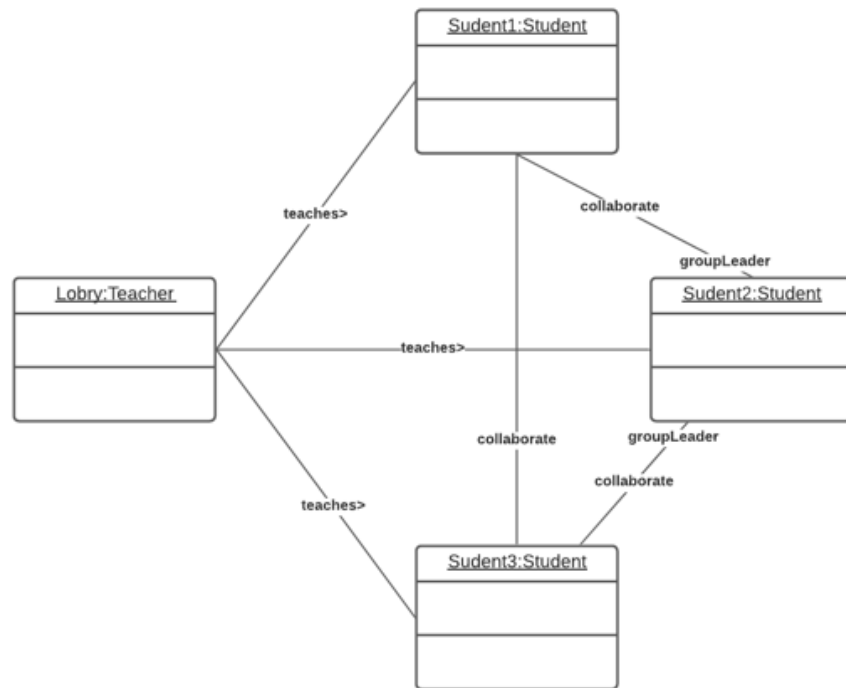 Sudent1:Student
collaborate
teaches>
groupLeader
Lobry:Teacher
Sudent2:Student
teaches>
groupLeader
collaborate
collaborate
teaches>
Sudent3:Student